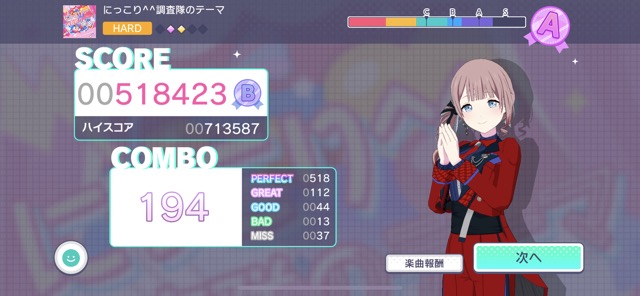 にっこり^^調査隊のテーマ
HARD
C B A S
A
SCORE
00518423 B
ハイスコア 00713587
COMBO
194
PERFECT 0518
GREAT 0112
GOOD 0044
BAD 0013
MISS 0037
楽曲報酬
次へ